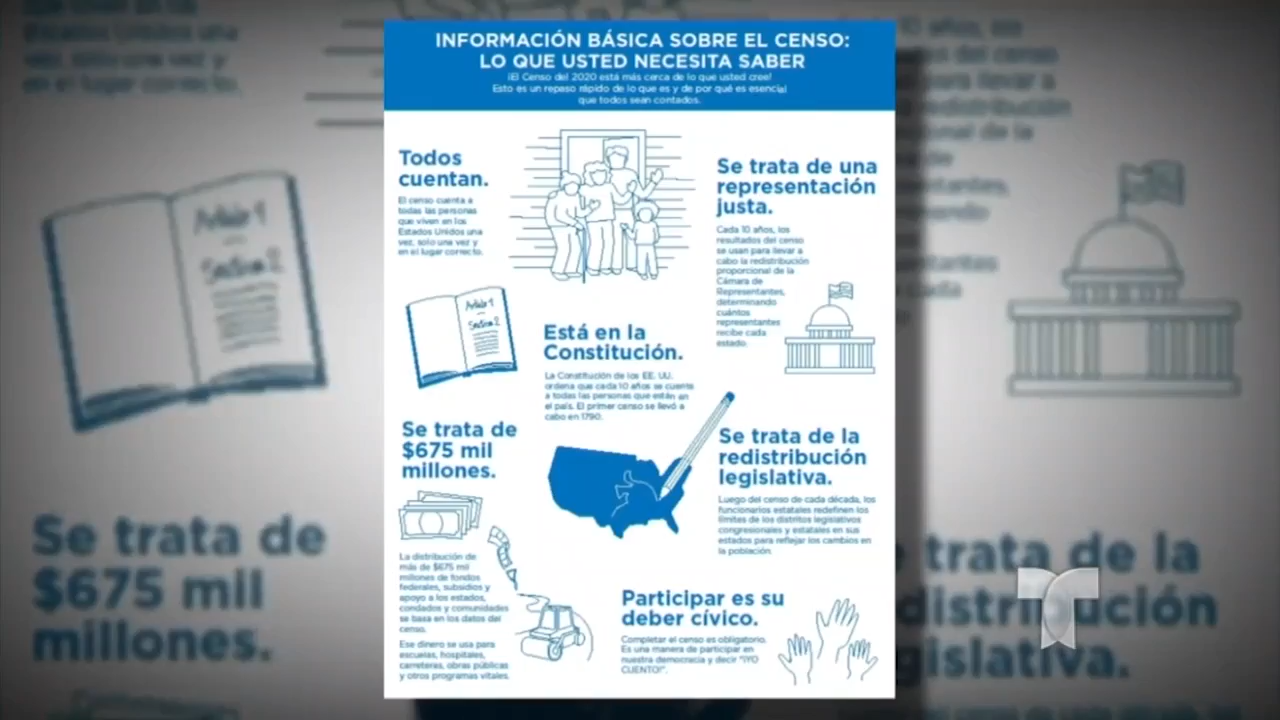 INFORMACIÓN BÁSICA SOBRE EL CENSO:
LO QUE USTED NECESITA SABER
¡El Censo del 2020 está más cerca de lo que usted cree!
Esto es un repaso rápido de lo que es y de por qué es esencial
que todos sean contados.
Todos
cuentan.
El censo cuenta a
todas las personas
que viven en los
Estados Unidos una
vez, solo una vez y
en el lugar correcto.
Se trata de una
representación
justa.
Cada 10 años, los
resultados del censo
se usan para llevar a
cabo la redistribución
proporcional de la
Cámara de
Representantes,
determinando
cuántos
representantes
recibe cada
estado.
Article 1
Section 2
Está en la
Constitución.
La Constitución de los EE. UU.
ordena que cada 10 años se cuente
a todas las personas que están en
el país. El primer censo se llevó a
cabo en 1790.
Se trata de
$675 mil
millones.
La distribución de
más de $675 mil
millones de fondos
federales, subsidios y
apoyo a los estados,
condados y comunidades
se basa en los datos del
censo.
Ese dinero se usa para
escuelas, hospitales,
carreteras, obras públicas
y otros programas vitales.
Se trata de la
redistribución
legislativa.
Luego del censo de cada década, los
funcionarios estatales redefinen los
límites de los distritos legislativos
congresionales y estatales en sus
estados para reflejar los cambios en
la población.
Participar es su
deber cívico.
Completar el censo es obligatorio.
Es una manera de participar en
nuestra democracia y decir "¡YO
CUENTO!".
Article 1
Section 2
Se trata de
$675 mil
millones.
trata de la
distribución
gislativa.
T